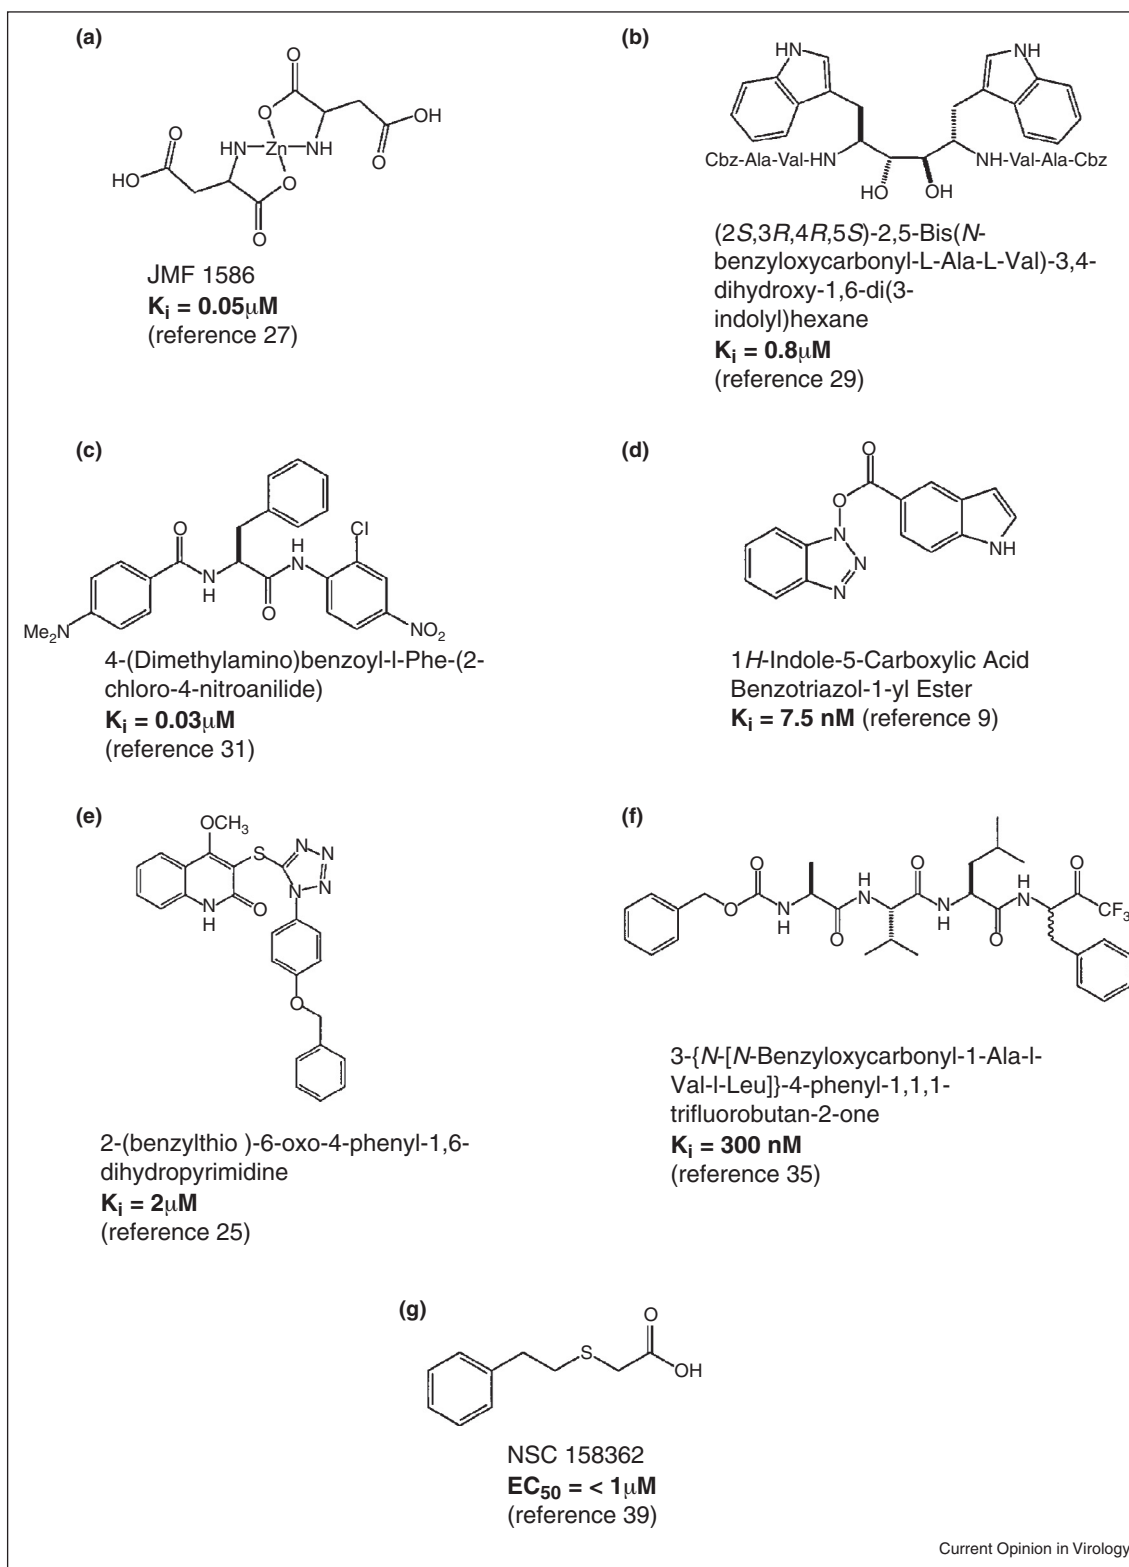 (a)
O
O
O
OH
HN
Zn
NH
HO
O
O
O
JMF 1586
Ki = 0.05μM
(reference 27)
(b)
HN
NH
Cbz-Ala-Val-HN
NH-Val-Ala-Cbz
HO
OH
(2S,3R,4R,5S)-2,5-Bis(N-
benzyloxycarbonyl-L-Ala-L-Val)-3,4-
dihydroxy-1,6-di(3-
indolyl)hexane
Ki = 0.8μM
(reference 29)
(c)
O
Cl
H
N
N
H
O
Me2N
NO2
4-(Dimethylamino)benzoyl-l-Phe-(2-
chloro-4-nitroanilide)
Ki = 0.03μM
(reference 31)
(d)
O
O
N
N
N
NH
1H-Indole-5-Carboxylic Acid
Benzotriazol-1-yl Ester
Ki = 7.5 nM (reference 9)
(e)
OCH3
S
N
N
N
N
N
H
O
O
2-(benzylthio )-6-oxo-4-phenyl-1,6-
dihydropyrimidine
Ki = 2μM
(reference 25)
(f)
O
H
N
O
H
N
O
O
N
H
O
N
H
O
CF3
3-{N-[N-Benzyloxycarbonyl-1-Ala-l-
Val-l-Leu]}-4-phenyl-1,1,1-
trifluorobutan-2-one
Ki = 300 nM
(reference 35)
(g)
O
S
OH
NSC 158362
EC50 = < 1μM
(reference 39)
Current Opinion in Virology